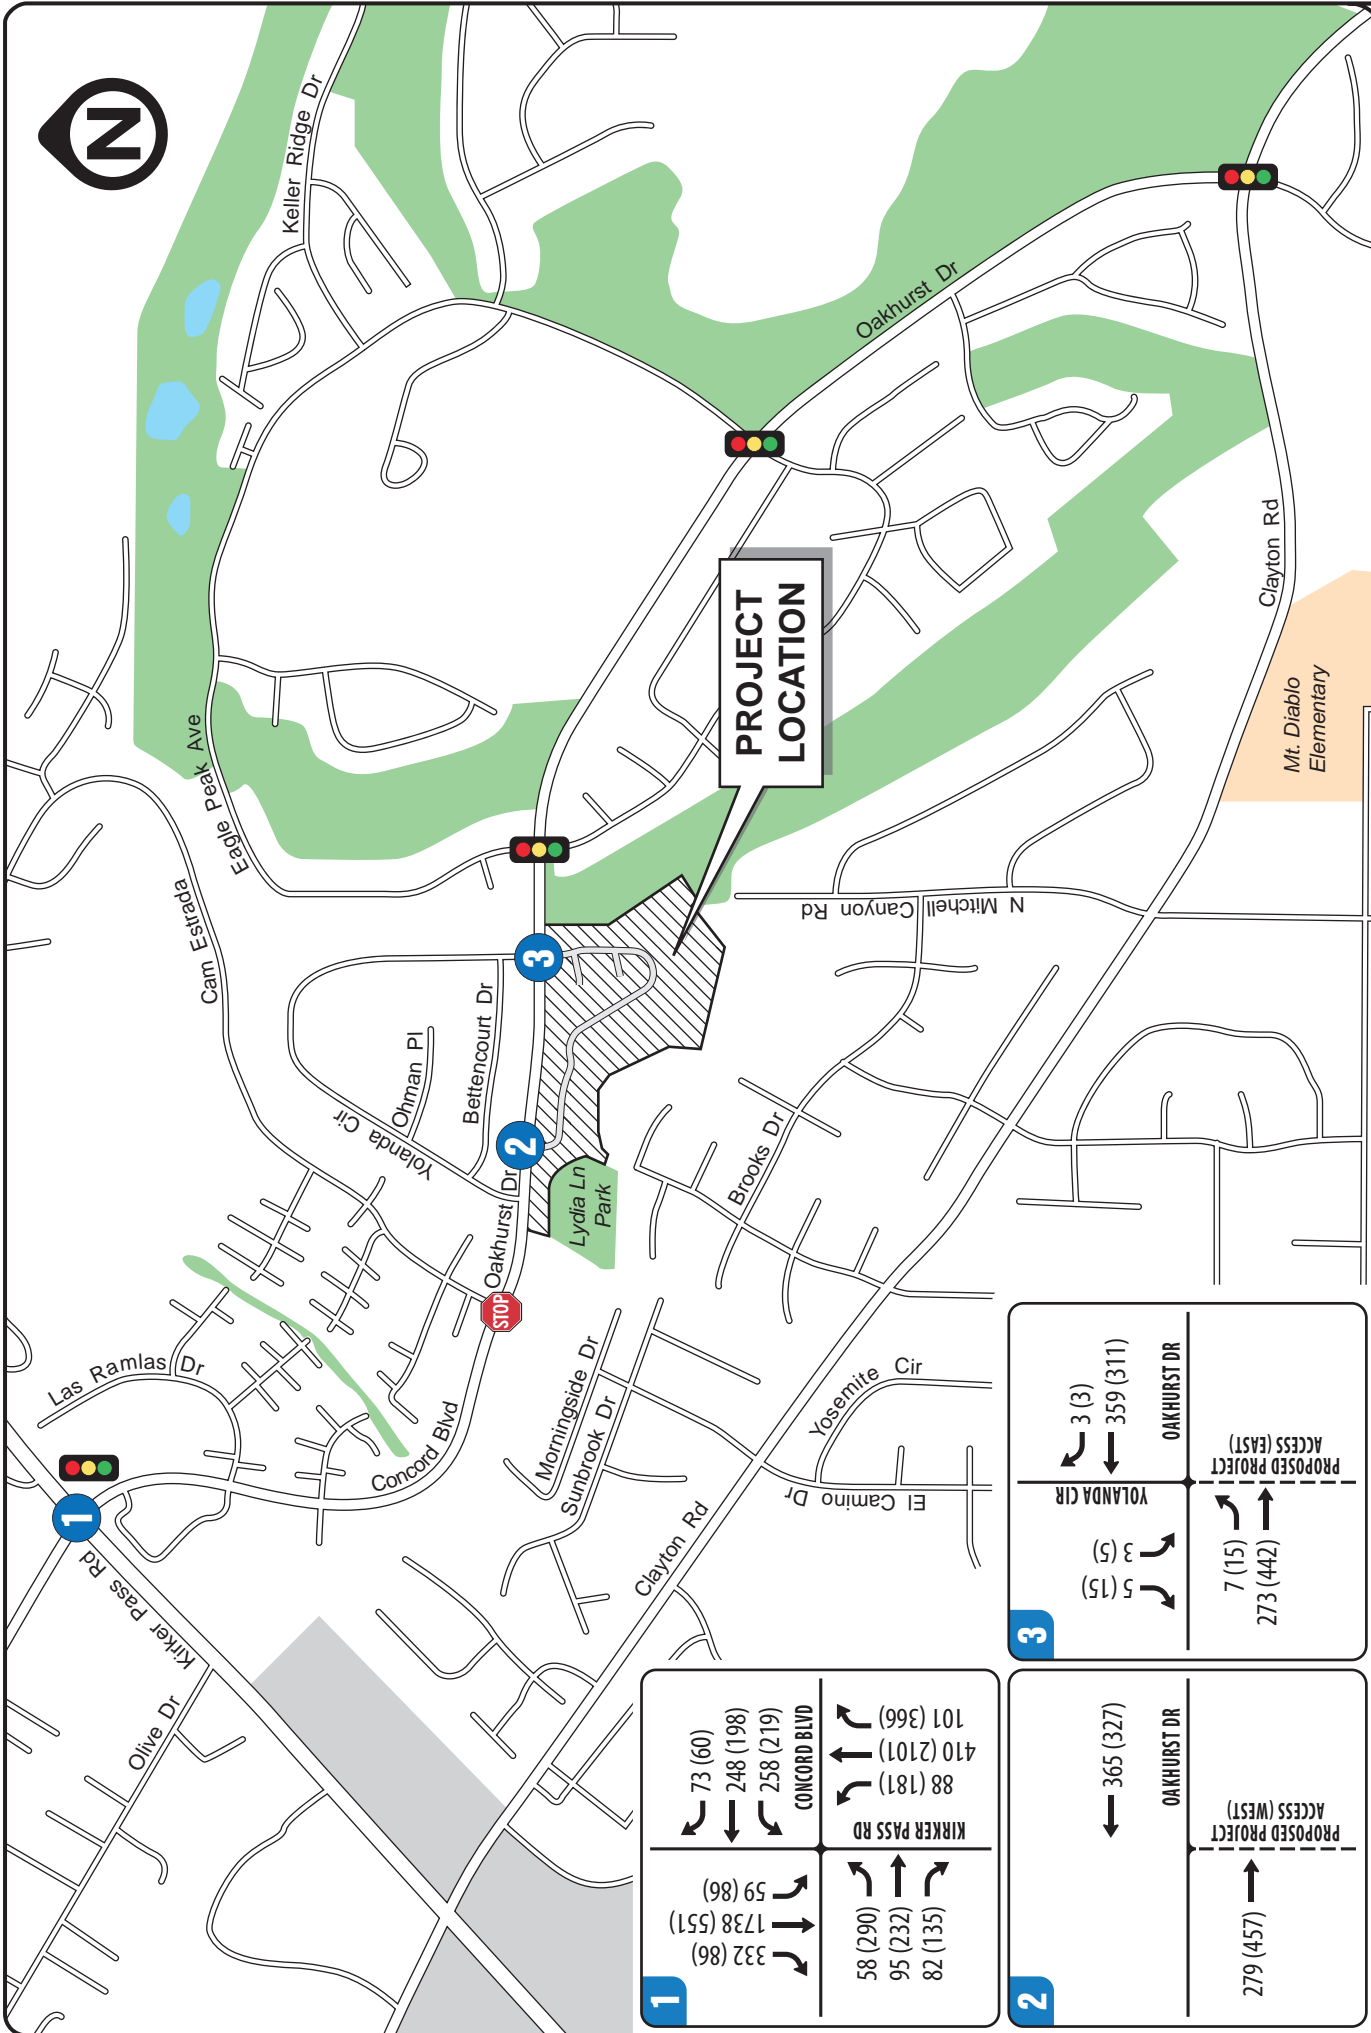 N
Keller Ridge Dr
Eagle Peak Ave
Cam Estrada
Oakhurst Dr
Clayton Rd
Mt. Diablo
Elementary
PROJECT
LOCATION
N Mitchell Canyon Rd
3
2
Bettencourt Dr
Ohman Pl
Yolanda Cir
Oakhurst Dr
STOP
Lydia Ln
Park
Brooks Dr
Las Ramlas Dr
Concord Blvd
1
Kirker Pass Rd
Olive Dr
Morningside Dr
Sunbrook Dr
Clayton Rd
Yosemite Cir
El Camino Dr
1
332 (86)
1738 (551)
59 (86)
73 (60)
248 (198)
258 (219)
CONCORD BLVD
58 (290)
95 (232)
82 (135)
KIRKER PASS RD
88 (181)
410 (2101)
101 (366)
2
365 (327)
OAKHURST DR
279 (457)
PROPOSED PROJECT
ACCESS (WEST)
3
5 (15)
3 (5)
YOLANDA CIR
3 (3)
359 (311)
OAKHURST DR
7 (15)
273 (442)
PROPOSED PROJECT
ACCESS (EAST)